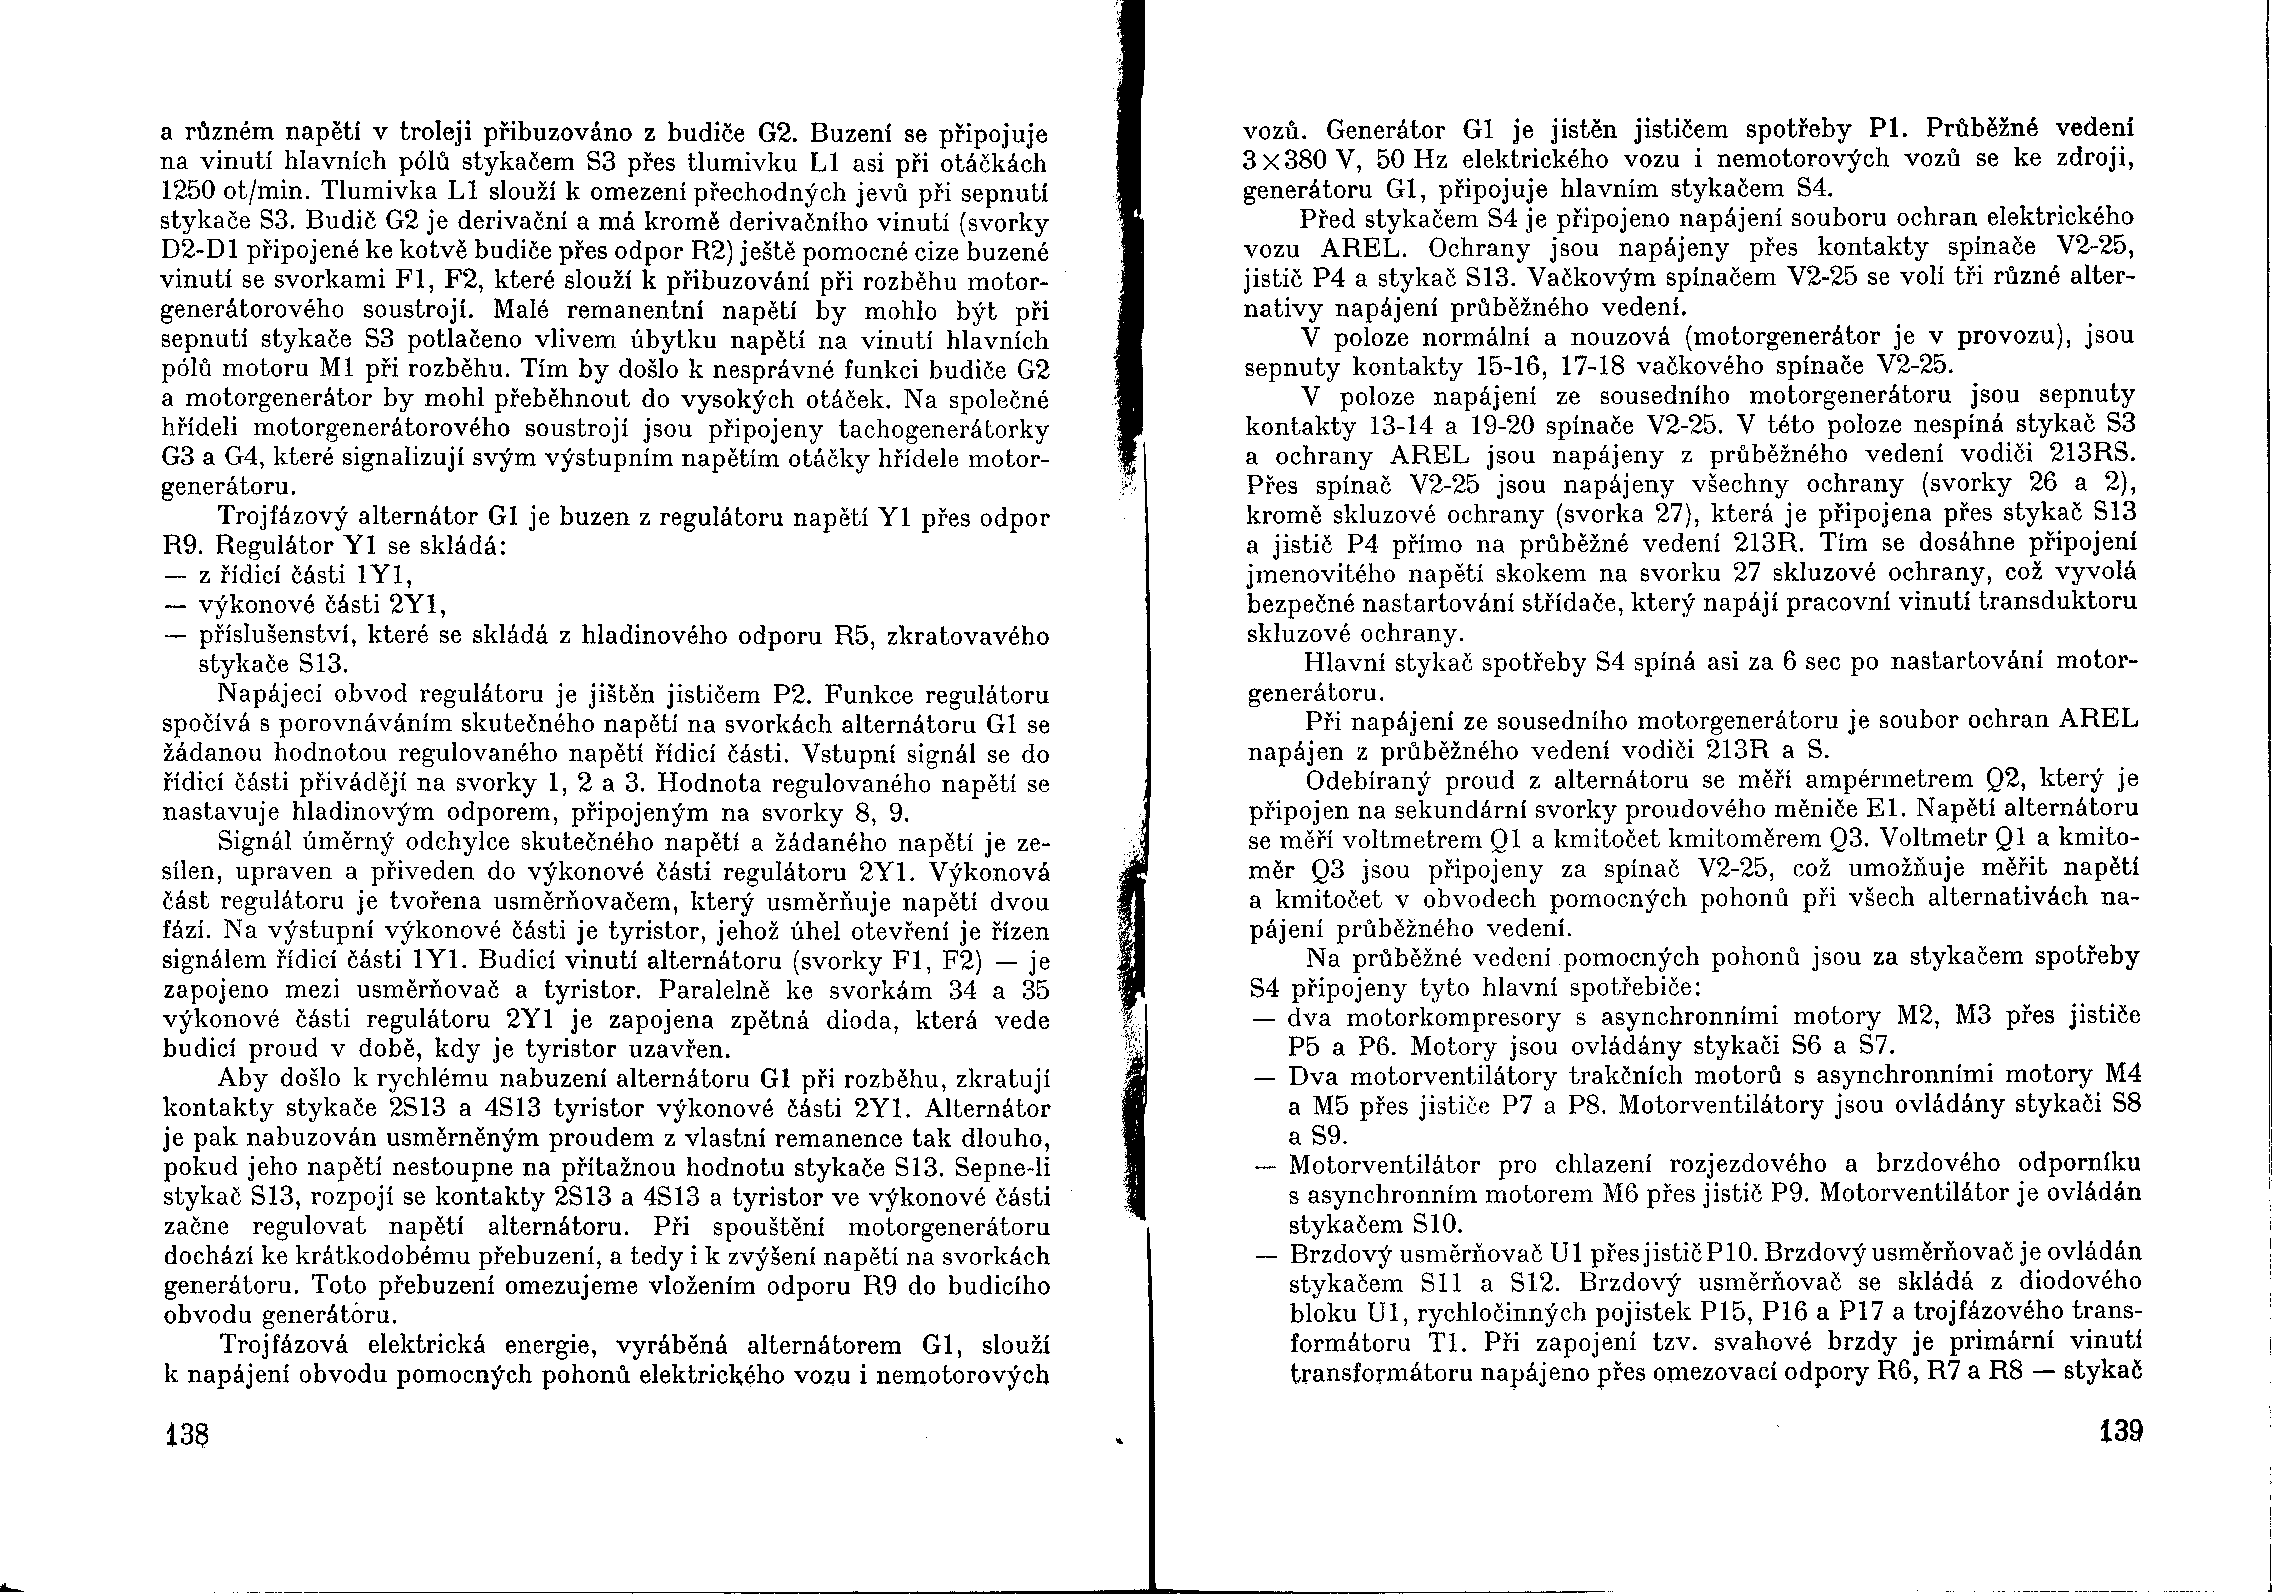 a různém napětí v troleji přibuzováno z budiče G2. Buzení se připojuje
na vinutí hlavních pólů stykačem S3 přes tlumivku L1 asi při otáčkách
1250 ot/min. Tlumivka L1 slouží k omezení přechodných jevů při sepnutí
stykače S3. Budič G2 je derivační a má kromě derivačního vinutí (svorky
D2-D1 připojené ke kotvě budiče přes odpor R2) ještě pomocné cize buzené
vinutí se svorkami F1, F2, které slouží k přibuzování při rozběhu motor-
generátorového soustrojí. Malé remanentní napětí by mohlo být při
sepnutí stykače S3 potlačeno vlivem úbytku napětí na vinutí hlavních
pólů motoru M1 při rozběhu. Tím by došlo k nesprávné funkci budiče G2
a motorgenerátor by mohl přeběhnout do vysokých otáček. Na společné
hřídeli motorgenerátorového soustrojí jsou připojeny tachogenerátorky
G3 a G4, které signalizují svým výstupním napětím otáčky hřídele motor-
generátoru.
Trojfázový alternátor G1 je buzen z regulátoru napětí Y1 přes odpor
R9. Regulátor Y1 se skládá:
— z řídicí části 1Y1,
— výkonové části 2Y1,
— příslušenství, které se skládá z hladinového odporu R5, zkratovavého
stykače S13.
Napájecí obvod regulátoru je jištěn jističem P2. Funkce regulátoru
spočívá s porovnáváním skutečného napětí na svorkách alternátoru G1 se
žádanou hodnotou regulovaného napětí řídicí části. Vstupní signál se do
řídicí části přivádějí na svorky 1, 2 a 3. Hodnota regulovaného napětí se
nastavuje hladinovým odporem, připojeným na svorky 8, 9.
Signál úměrný odchylce skutečného napětí a žádaného napětí je ze-
sílen, upraven a přiveden do výkonové části regulátoru 2Y1. Výkonová
část regulátoru je tvořena usměrňovačem, který usměrňuje napětí dvou
fází. Na výstupní výkonové části je tyristor, jehož úhel otevření je řízen
signálem řídicí části 1Y1. Budicí vinutí alternátoru (svorky F1, F2) — je
zapojeno mezi usměrňovač a tyristor. Paralelně ke svorkám 34 a 35
výkonové části regulátoru 2Y1 je zapojena zpětná dioda, která vede
budicí proud v době, kdy je tyristor uzavřen.
Aby došlo k rychlému nabuzení alternátoru G1 při rozběhu, zkratují
kontakty stykače 2S13 a 4S13 tyristor výkonové části 2Y1. Alternátor
je pak nabuzován usměrněným proudem z vlastní remanence tak dlouho,
pokud jeho napětí nestoupne na přítažnou hodnotu stykače S13. Sepne-li
stykač S13, rozpojí se kontakty 2S13 a 4S13 a tyristor ve výkonové části
začne regulovat napětí alternátoru. Při spouštění motorgenerátoru
dochází ke krátkodobému přebuzení, a tedy i k zvýšení napětí na svorkách
generátoru. Toto přebuzení omezujeme vložením odporu R9 do budicího
obvodu generátóru.
Trojfázová elektrická energie, vyráběná alternátorem G1, slouží
k napájení obvodu pomocných pohonů elektrického vozu i nemotorových
138
vozů. Generátor G1 je jistěn jističem spotřeby P1. Průběžné vedení
3×380 V, 50 Hz elektrického vozu i nemotorových vozů se ke zdroji,
generátoru G1, připojuje hlavním stykačem S4.
Před stykačem S4 je připojeno napájení souboru ochran elektrického
vozu AREL. Ochrany jsou napájeny přes kontakty spínače V2-25,
jistič P4 a stykač S13. Vačkovým spínačem V2-25 se volí tři různé alter-
nativy napájení průběžného vedení.
V poloze normální a nouzová (motorgenerátor je v provozu), jsou
sepnuty kontakty 15-16, 17-18 vačkového spínače V2-25.
V poloze napájení ze sousedního motorgenerátoru jsou sepnuty
kontakty 13-14 a 19-20 spínače V2-25. V této poloze nespíná stykač S3
a ochrany AREL jsou napájeny z průběžného vedení vodiči 213RS.
Přes spínač V2-25 jsou napájeny všechny ochrany (svorky 26 a 2),
kromě skluzové ochrany (svorka 27), která je připojena přes stykač S13
a jistič P4 přímo na průběžné vedení 213R. Tím se dosáhne připojení
jmenovitého napětí skokem na svorku 27 skluzové ochrany, což vyvolá
bezpečné nastartování střídače, který napájí pracovní vinutí transduktoru
skluzové ochrany.
Hlavní stykač spotřeby S4 spíná asi za 6 sec po nastartování motor-
generátoru.
Při napájení ze sousedního motorgenerátoru je soubor ochran AREL
napájen z průběžného vedení vodiči 213R a S.
Odebíraný proud z alternátoru se měří ampérmetrem Q2, který je
připojen na sekundární svorky proudového měniče E1. Napětí alternátoru
se měří voltmetrem Q1 a kmitočet kmitoměrem Q3. Voltmetr Q1 a kmito-
měr Q3 jsou připojeny za spínač V2-25, což umožňuje měřit napětí
a kmitočet v obvodech pomocných pohonů při všech alternativách na-
pájení průběžného vedení.
Na průběžné vedení pomocných pohonů jsou za stykačem spotřeby
S4 připojeny tyto hlavní spotřebiče:
— dva motorkompresory s asynchronními motory M2, M3 přes jističe
P5 a P6. Motory jsou ovládány stykači S6 a S7.
— Dva motorventilátory trakčních motorů s asynchronními motory M4
a M5 přes jističe P7 a P8. Motorventilátory jsou ovládány stykači S8
a S9.
— Motorventilátor pro chlazení rozjezdového a brzdového odporníku
s asynchronním motorem M6 přes jistič P9. Motorventilátor je ovládán
stykačem S10.
— Brzdový usměrňovač U1 přes jistič P10. Brzdový usměrňovač je ovládán
stykačem S11 a S12. Brzdový usměrňovač se skládá z diodového
bloku U1, rychločinných pojistek P15, P16 a P17 a trojfázového trans-
formátoru T1. Při zapojení tzv. svahové brzdy je primární vinutí
transformátoru napájeno přes omezovací odpory R6, R7 a R8 — stykač
139